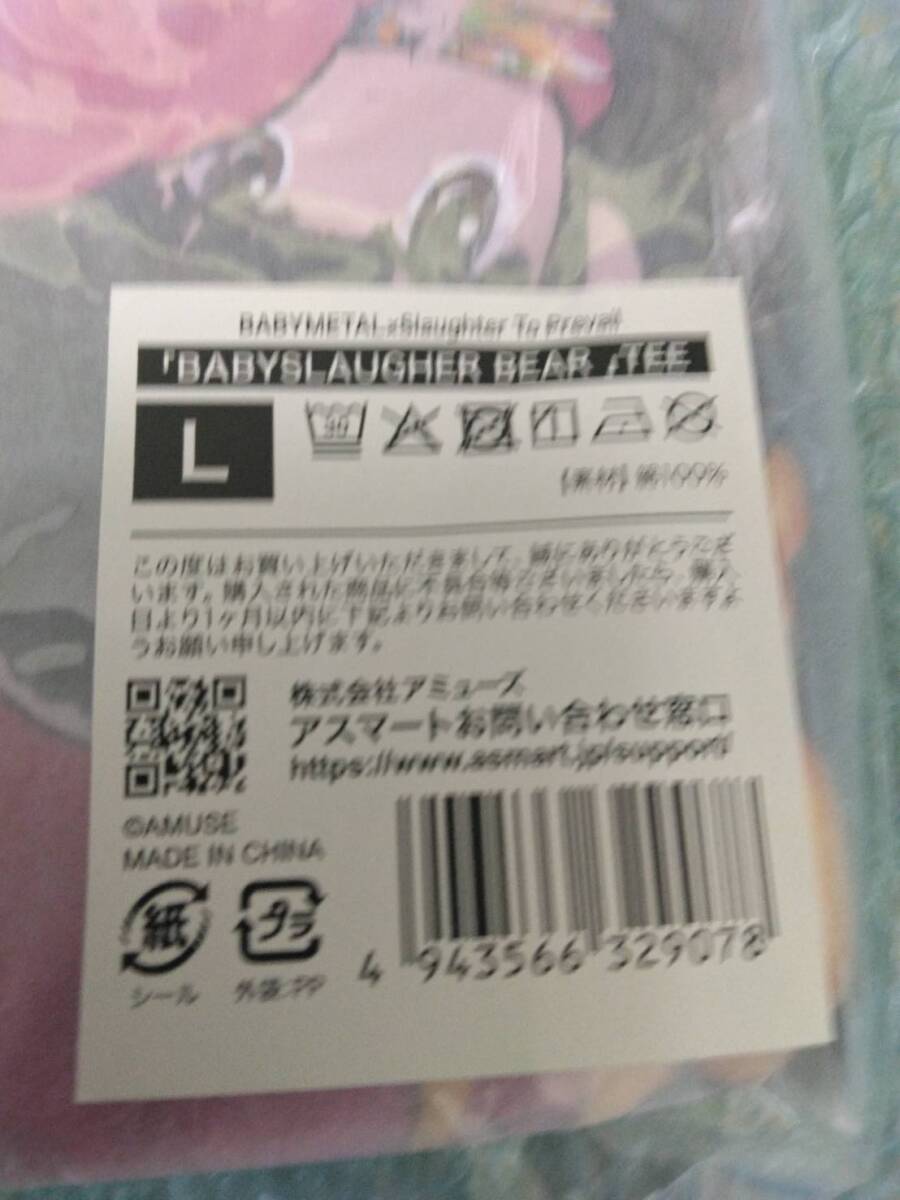 BABYMETAL×Slaughter To Prevail
「BABYSLAUGHER BEAR」TEE
L
30
【素材】綿100%
この度はお買い上げいただきまして、誠にありがとうござ
います。購入された商品に不具合等ございましたら、購入
日より1ヶ月以内に下記よりお問い合わせくださいますよ
うお願い申し上げます。
株式会社アミューズ
アスマートお問い合わせ窓口
https://www.asmart.jp/support/
©AMUSE
MADE IN CHINA
紙
プラ
シール
外袋:PP
4 943566 329078